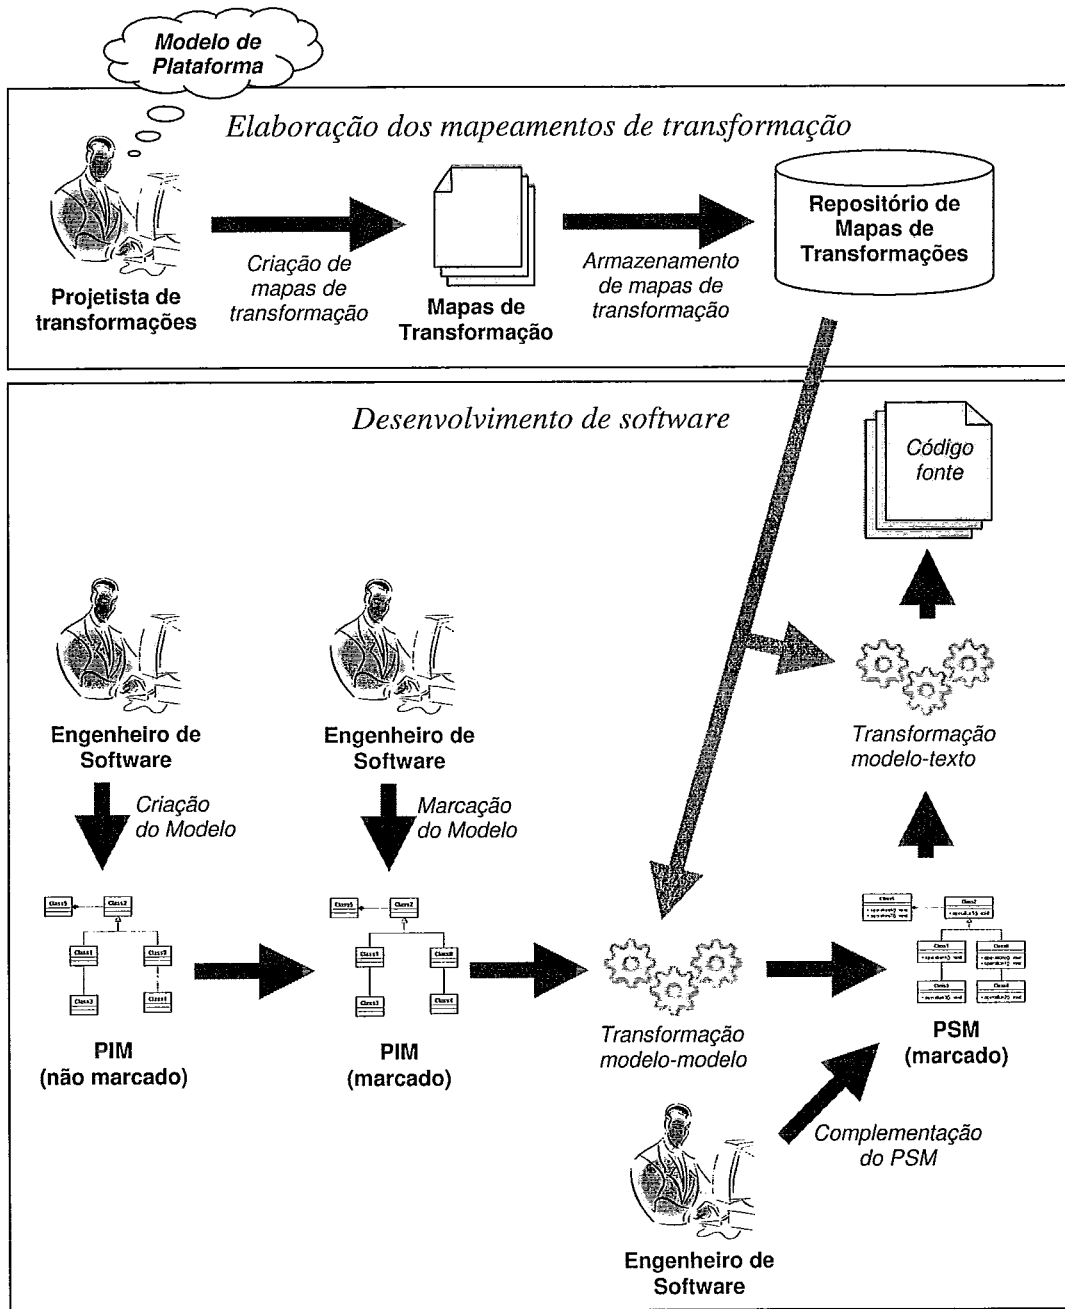 Modelo de
Plataforma
Elaboração dos mapeamentos de transformação
Projetista de
transformações
Criação de
mapas de
transformação
Mapas de
Transformação
Armazenamento
de mapas de
transformação
Repositório de
Mapas de
Transformações
Desenvolvimento de software
Código
fonte
Engenheiro de
Software
Engenheiro de
Software
Transformação
modelo-texto
Criação
do Modelo
Marcação
do Modelo
PIM
(não marcado)
PIM
(marcado)
Transformação
modelo-modelo
PSM
(marcado)
Complementação
do PSM
Engenheiro de
Software